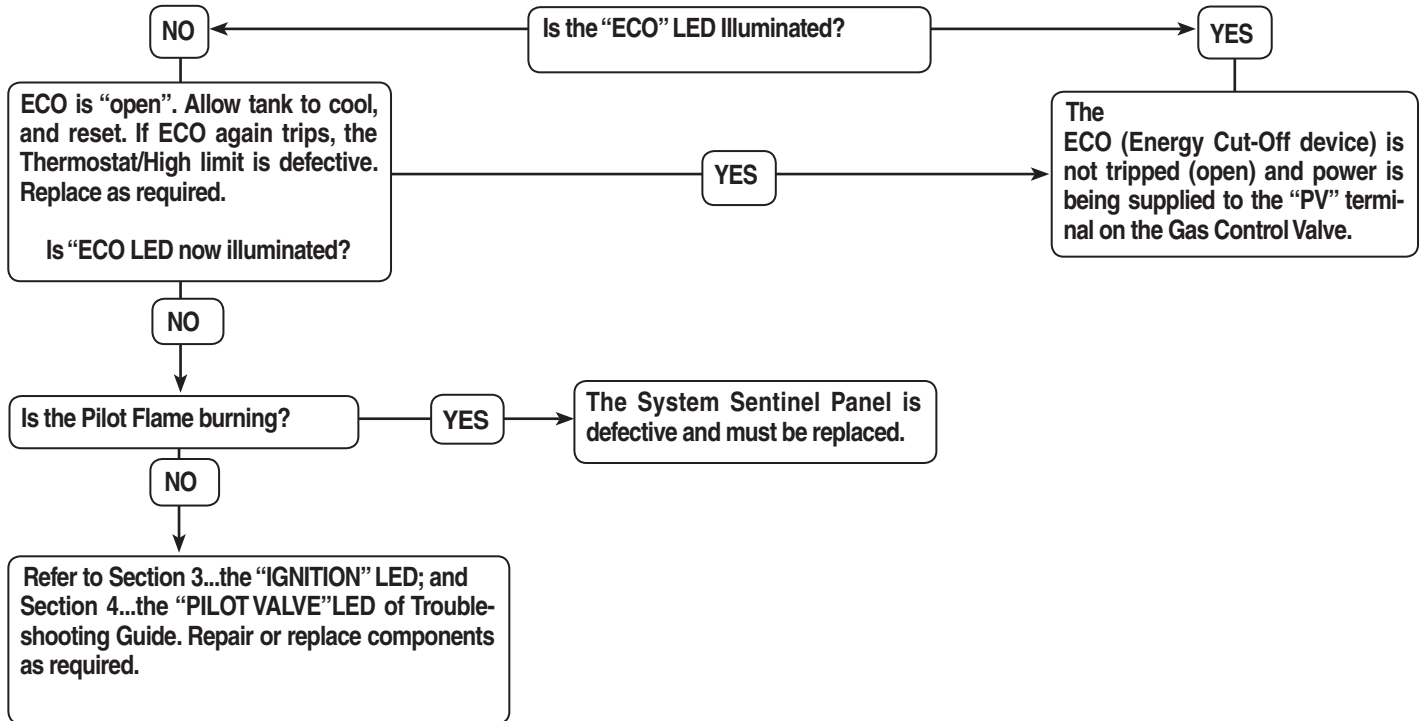 Is the “ECO” LED Illuminated?
NO
YES
ECO is “open”. Allow tank to cool,
and reset. If ECO again trips, the
Thermostat/High limit is defective.
Replace as required.
Is “ECO LED now illuminated?
YES
The
ECO (Energy Cut-Off device) is
not tripped (open) and power is
being supplied to the “PV” termi-
nal on the Gas Control Valve.
NO
Is the Pilot Flame burning?
YES
The System Sentinel Panel is
defective and must be replaced.
NO
Refer to Section 3...the “IGNITION” LED; and
Section 4...the “PILOT VALVE”LED of Trouble-
shooting Guide. Repair or replace components
as required.